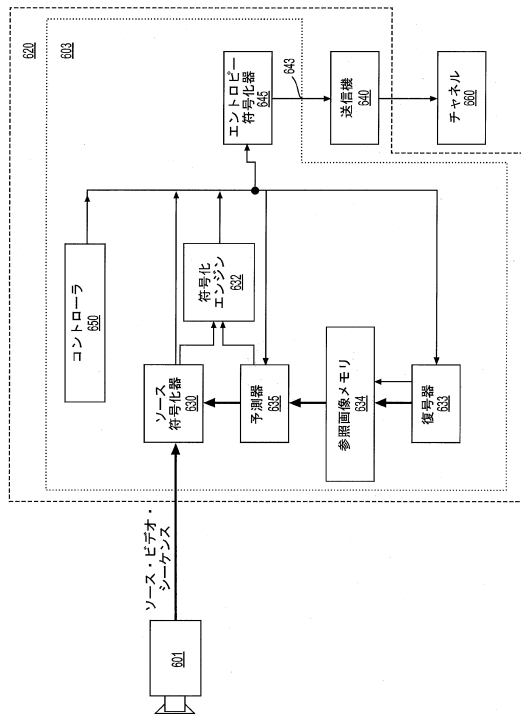 620
603
コントローラ
650
エントロピー
符号化器
645
643
送信機
640
チャネル
660
符号化
エンジン
632
ソース
符号化器
630
予測器
635
参照画像メモリ
634
復号器
633
ソース・ビデオ・
シーケンス
601